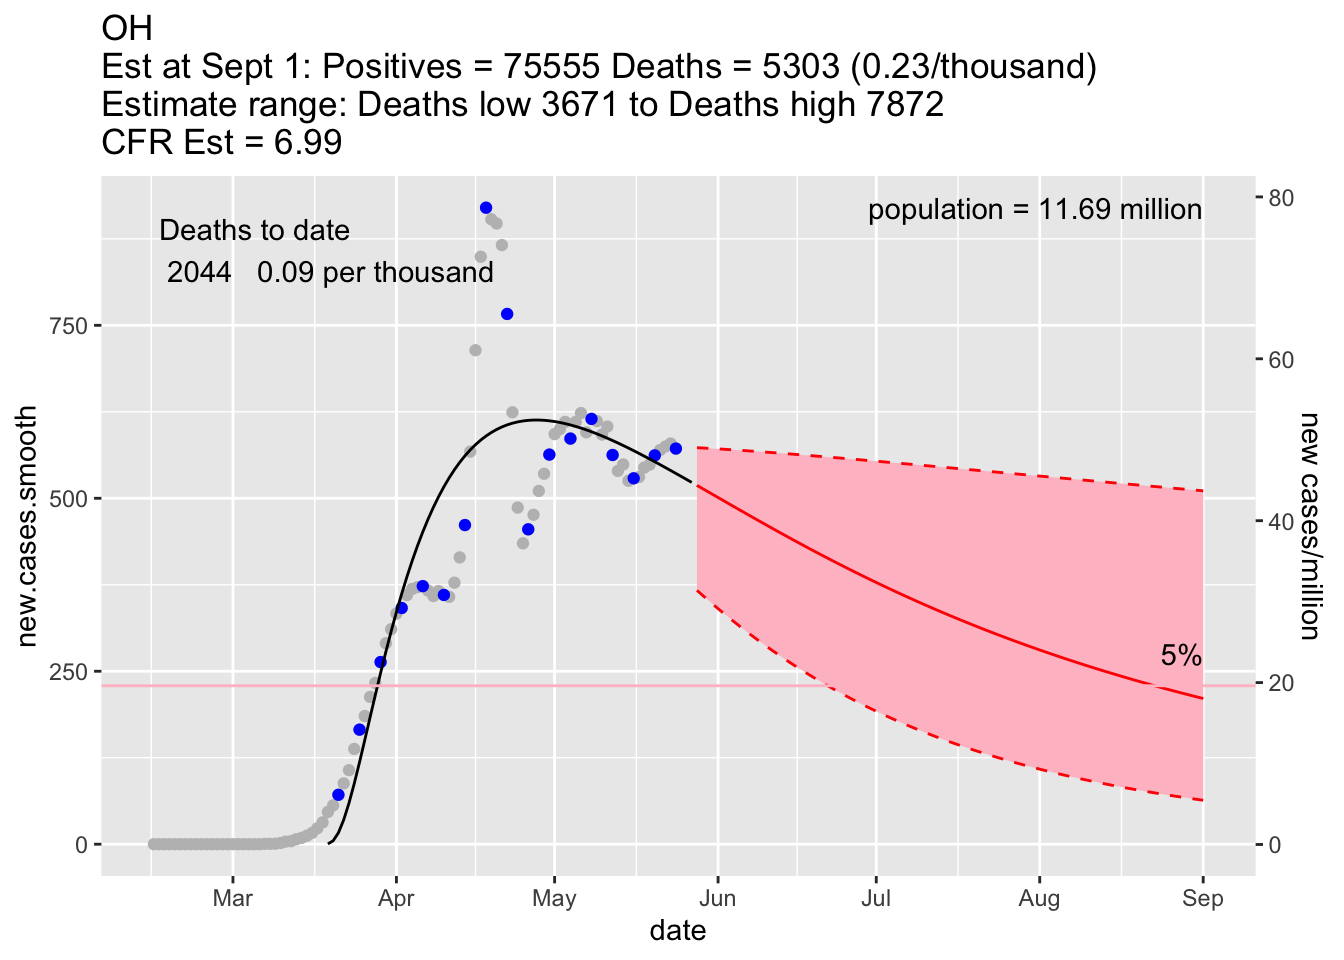 OH
Est at Sept 1: Positives = 75555 Deaths = 5303 (0.23/thousand)
Estimate range: Deaths low 3671 to Deaths high 7872
CFR Est = 6.99
Deaths to date
2044 0.09 per thousand
population = 11.69 million
5%
new.cases.smooth
750
500
250
0
80
60
40
20
0
new cases/million
Mar Apr May Jun Jul Aug Sep
date